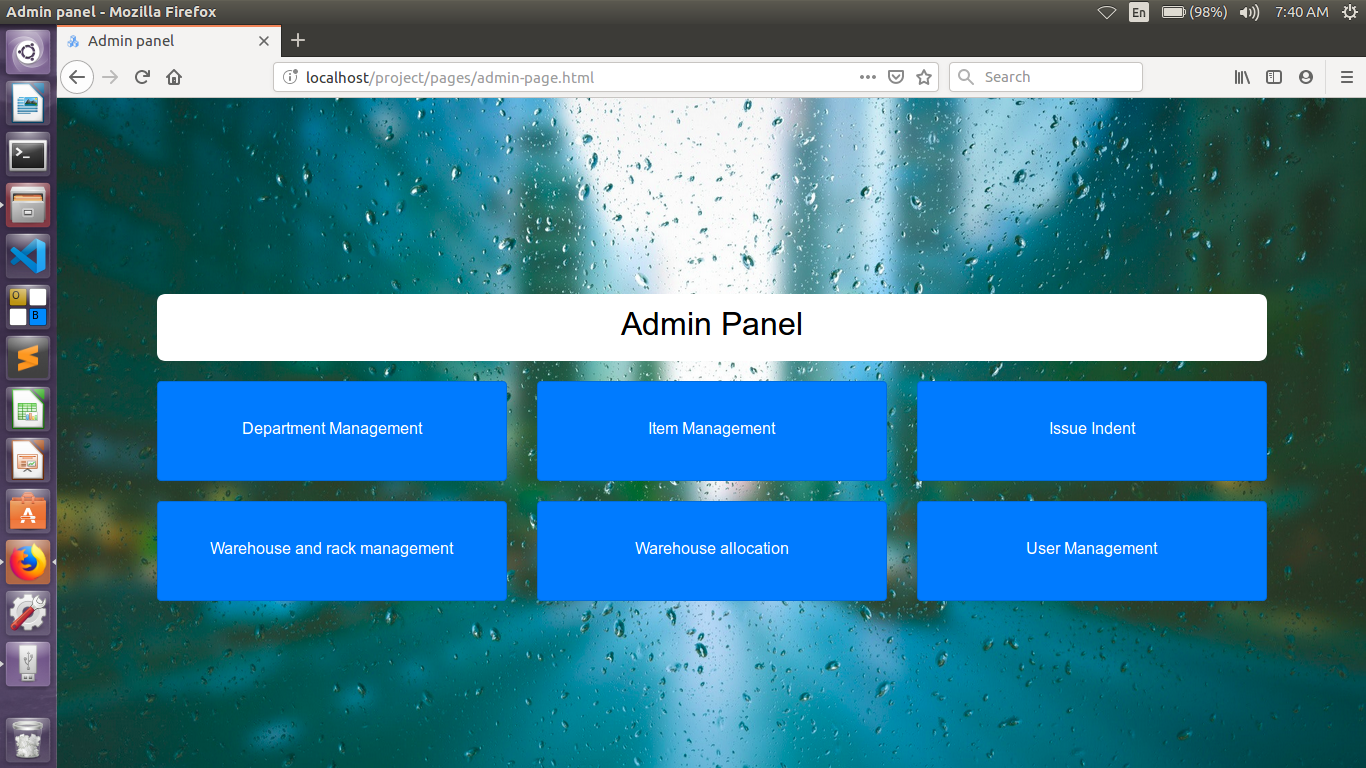 Admin panel - Mozilla Firefox
En
(98%)
7:40 AM
Admin panel
localhost/project/pages/admin-page.html
Search
Admin Panel
Department Management
Item Management
Issue Indent
Warehouse and rack management
Warehouse allocation
User Management
O
B
A